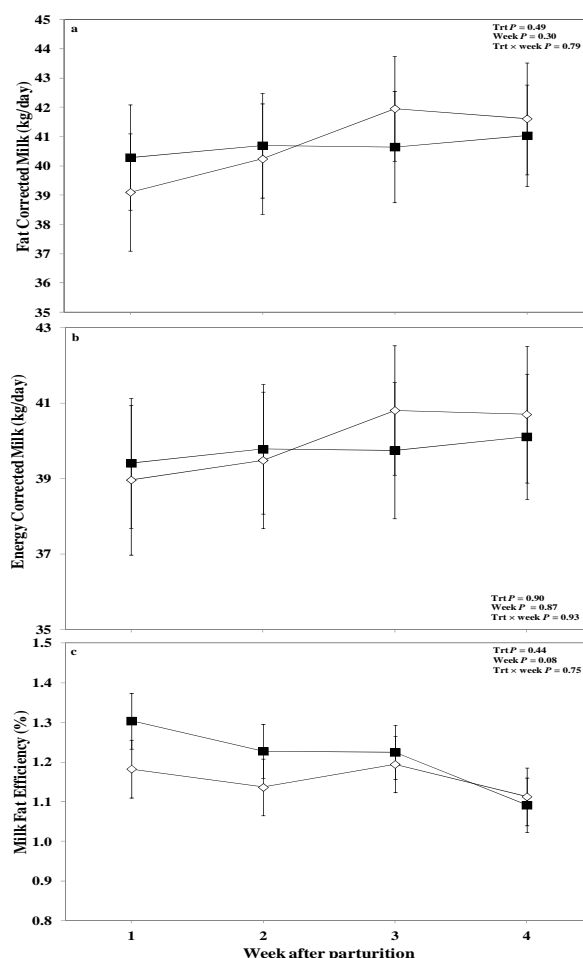 a
Trt P = 0.49
Week P = 0.30
Trt × week P = 0.79
45
44
43
42
41
40
39
38
37
36
35
Fat Corrected Milk (kg/day)
b
43
41
39
37
35
Energy Corrected Milk (kg/day)
Trt P = 0.90
Week P = 0.87
Trt × week P = 0.93
c
Trt P = 0.44
Week P = 0.08
Trt × week P = 0.75
1.5
1.4
1.3
1.2
1.1
1.0
0.9
0.8
Milk Fat Efficiency (%)
1 2 3 4
Week after parturition